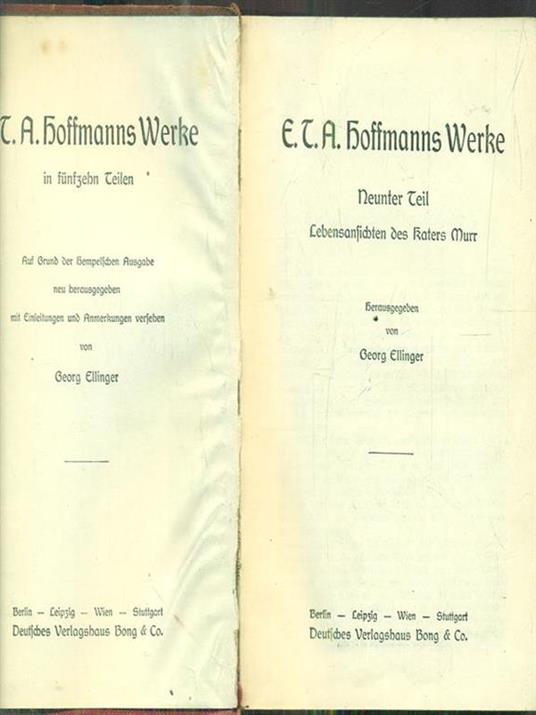 T. A. Hoffmanns Werke
in fünfzehn Teilen
Auf Grund der Hempelschen Ausgabe
neu herausgegeben
mit Einleitungen und Anmerkungen versehen
von
Georg Ellinger
Berlin – Leipzig – Wien – Stuttgart
Deutsches Verlagshaus Bong & Co.
E. T. A. Hoffmanns Werke
Neunter Teil
Lebensansichten des Katers Murr
Herausgegeben
von
Georg Ellinger
Berlin – Leipzig – Wien – Stuttgart
Deutsches Verlagshaus Bong & Co.